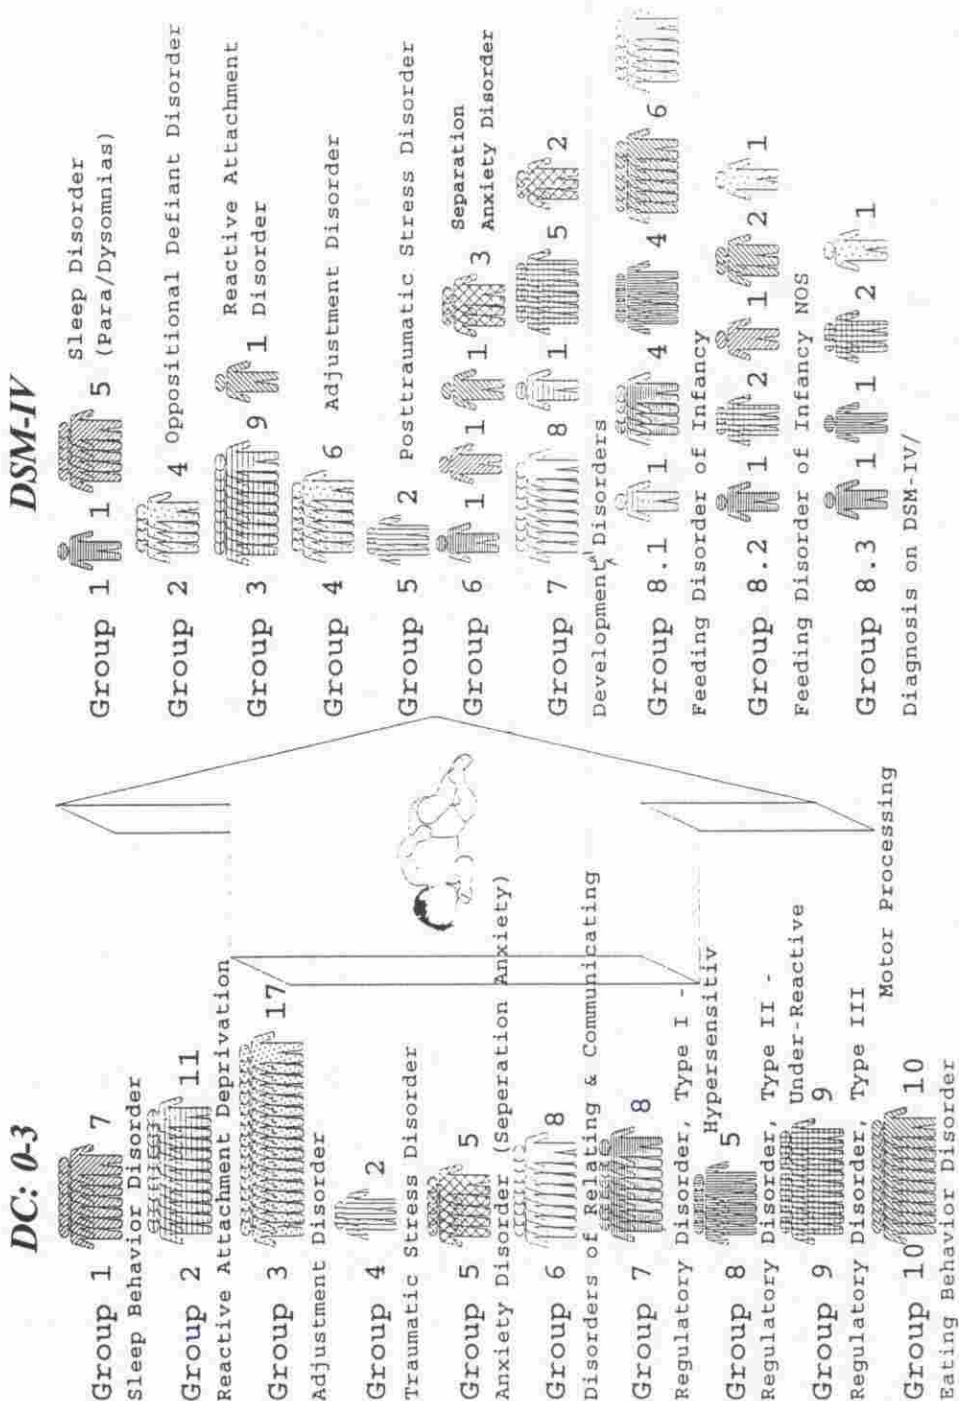 DC: 0-3
Group 1 7
Sleep Behavior Disorder
Group 2 11
Reactive Attachment Deprivation
Group 3 17
Adjustment Disorder
Group 4 2
Traumatic Stress Disorder
Group 5 5
Anxiety Disorder (Seperation Anxiety)
Group 6 8
Disorders of Relating & Communicating
Group 7 8
Regulatory Disorder, Type I -
Hypersensitiv
Group 8 5
Regulatory Disorder, Type II -
Under-Reactive
Group 9 9
Regulatory Disorder, Type III
Motor Processing
Group 10 10
Eating Behavior Disorder
DSM-IV
Group 1 1 5 Sleep Disorder
(Para/Dysomnias)
Group 2 4 Oppositional Defiant Disorder
Group 3 9 1 Reactive Attachment
Disorder
Group 4 6 Adjustment Disorder
Group 5 2 Posttraumatic Stress Disorder
Group 6 1 1 1 3 Separation
Anxiety Disorder
Group 7 8 1 5 2
Development Disorders
Group 8.1 1 4 4 6
Feeding Disorder of Infancy
Group 8.2 1 2 1 2 1
Feeding Disorder of Infancy NOS
Group 8.3 1 1 2 1
Diagnosis on DSM-IV/